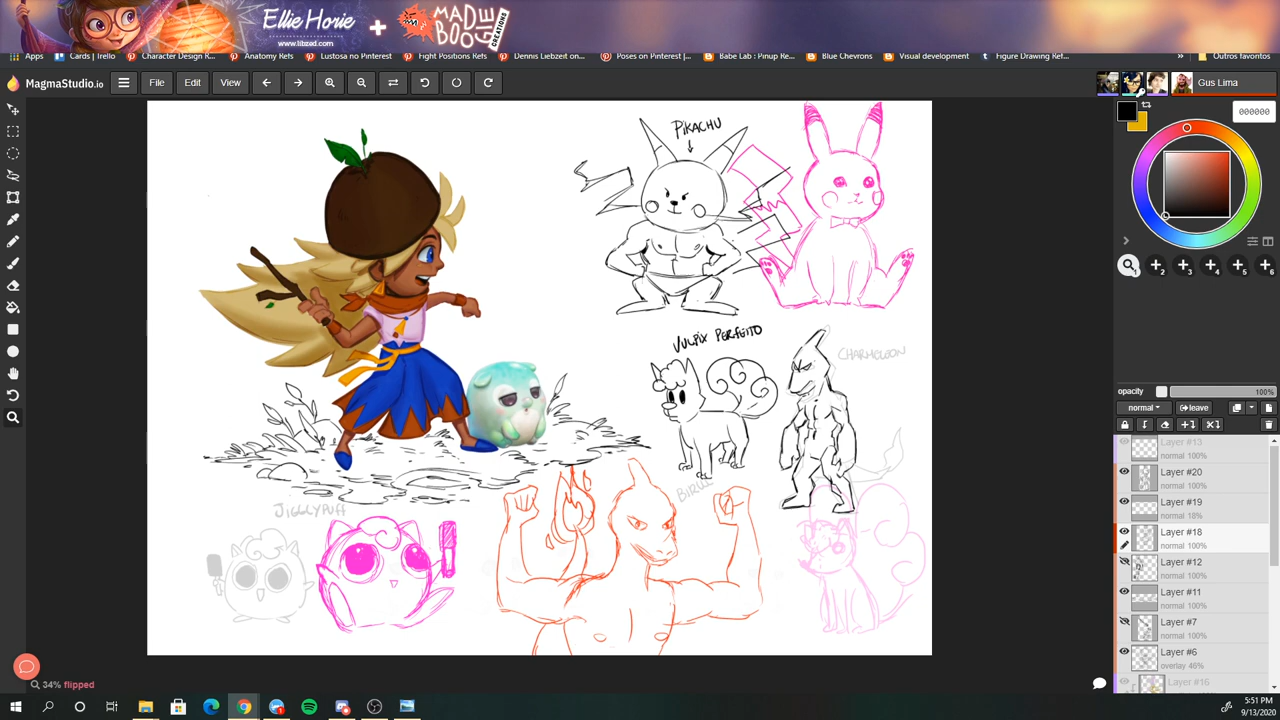 Ellie Horie
www.libzed.com
+
MAD BOOGIE
CREATIONS
Apps
Cards | Trello
Character Design R...
Anatomy Refs
Lustosa no Pinterest
Fight Positions Refs
Dennis Liebzeit on...
Poses on Pinterest |...
Babe Lab: Pinup Re...
Blue Chevrons
Visual development
Figure Drawing Ref...
»
Outros favoritos
MagmaStudio.io
File
Edit
View
Gus Lima
000000
PIKACHU
VULPIX PERFEITO
CHARMELEON
JIGGLYPUFF
opacity
100%
normal
leave
Layer #13
normal 100%
Layer #20
normal 100%
Layer #19
normal 18%
Layer #18
normal 100%
Layer #12
normal 100%
Layer #11
normal 100%
Layer #7
normal 100%
Layer #6
overlay 46%
Layer #16
34% flipped
5:51 PM
9/13/2020